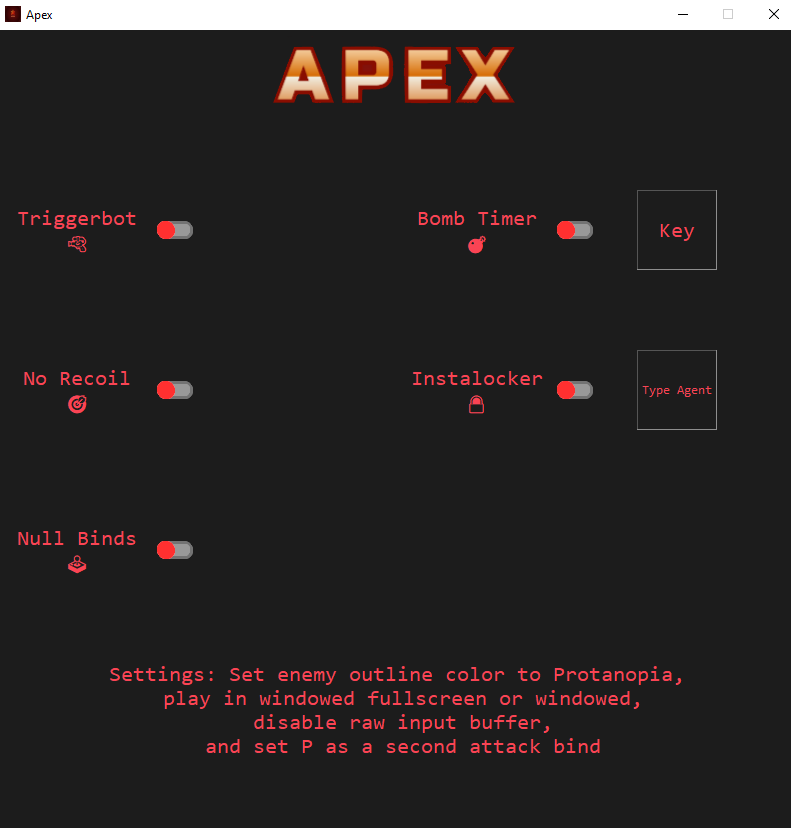 Apex
APEX
Triggerbot
Bomb Timer
Key
No Recoil
Instalocker
Type Agent
Null Binds
Settings: Set enemy outline color to Protanopia,
play in windowed fullscreen or windowed,
disable raw input buffer,
and set P as a second attack bind